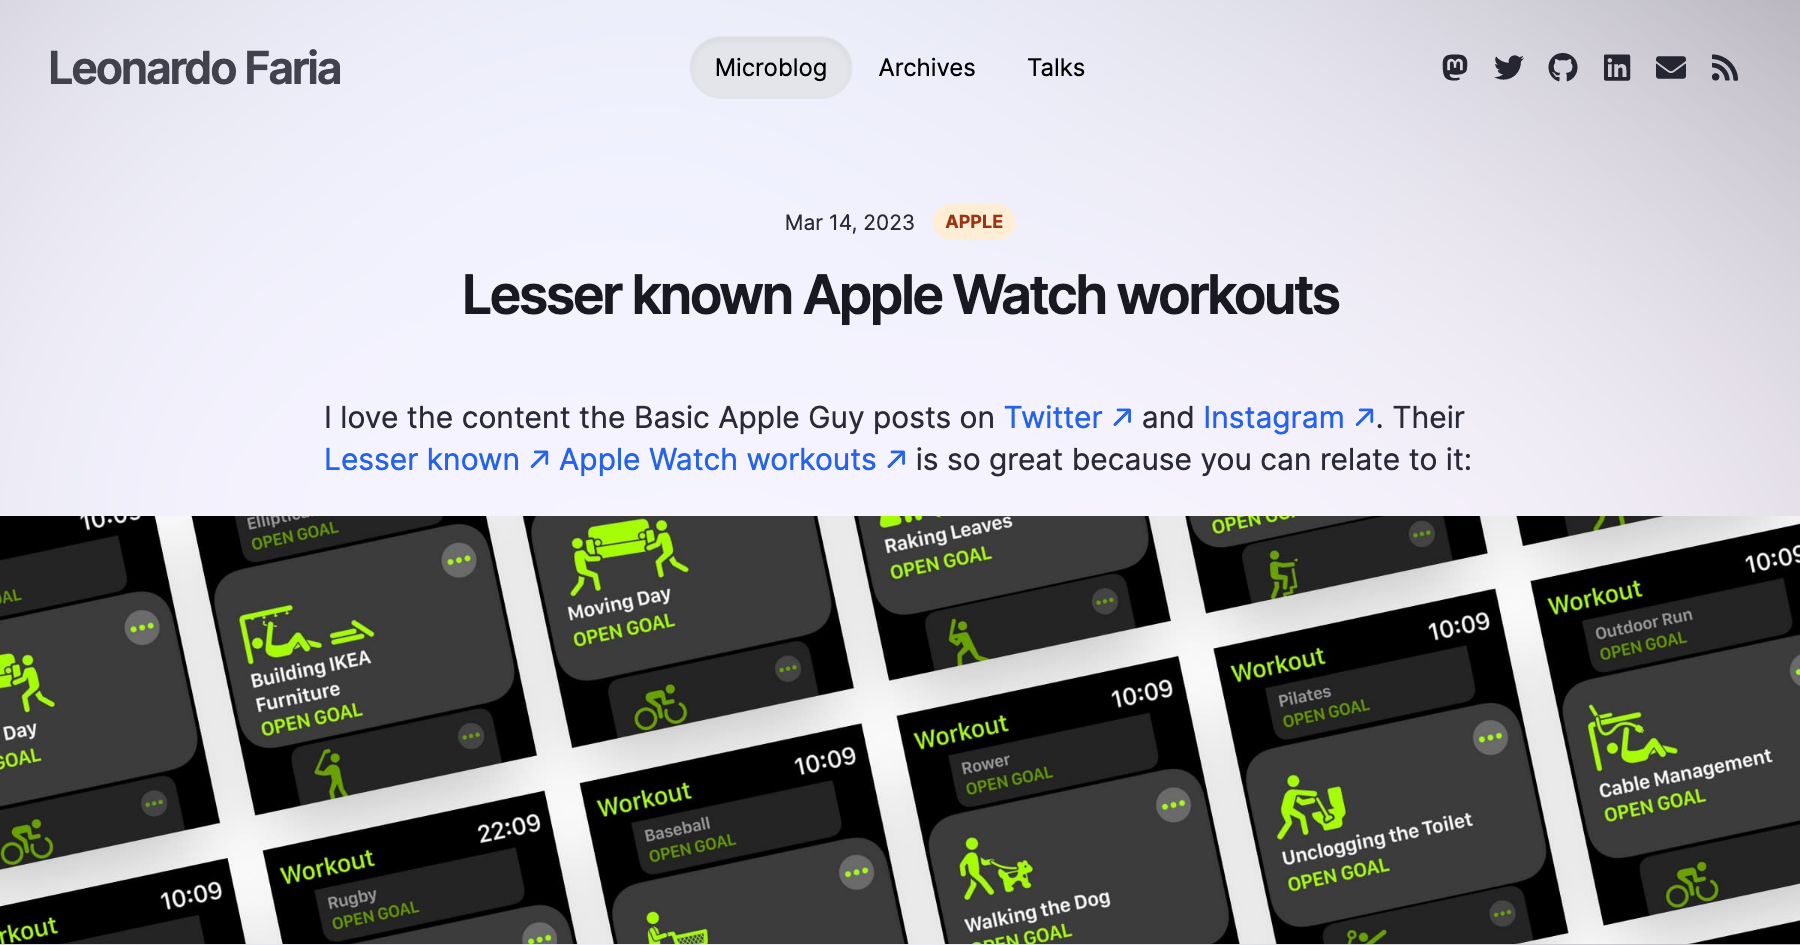 Leonardo Faria
Microblog
Archives
Talks
Mar 14, 2023
APPLE
Lesser known Apple Watch workouts
I love the content the Basic Apple Guy posts on Twitter ↗ and Instagram ↗. Their
Lesser known ↗ Apple Watch workouts ↗ is so great because you can relate to it:
10:09
OPEN GOAL
Building IKEA
Furniture
OPEN GOAL
Moving Day
OPEN GOAL
Raking Leaves
OPEN GOAL
Day
10:09
Workout
Rugby
OPEN GOAL
22:09
Workout
Baseball
OPEN GOAL
10:09
Workout
Rower
OPEN GOAL
10:09
Walking the Dog
OPEN GOAL
Workout
Pilates
OPEN GOAL
10:09
Unclogging the Toilet
OPEN GOAL
Workout
Outdoor Run
OPEN GOAL
10:09
Cable Management
OPEN GOAL